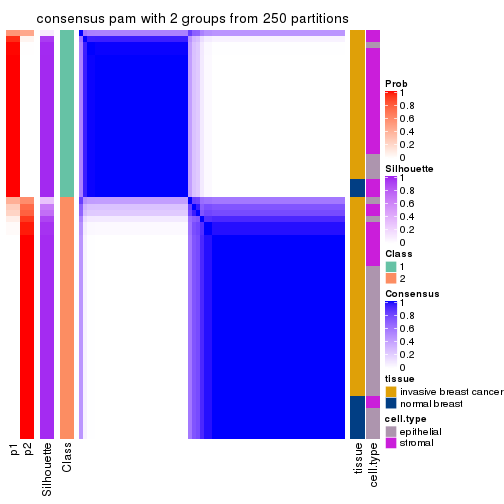 consensus pam with 2 groups from 250 partitions
Prob
1
0.8
0.6
0.4
0.2
0
Silhouette
1
0.8
0.6
0.4
0.2
0
Class
1
2
Consensus
1
0.8
0.6
0.4
0.2
0
tissue
invasive breast cancer
normal breast
cell.type
epithelial
stromal
p1
p2
Silhouette
Class
tissue
cell.type